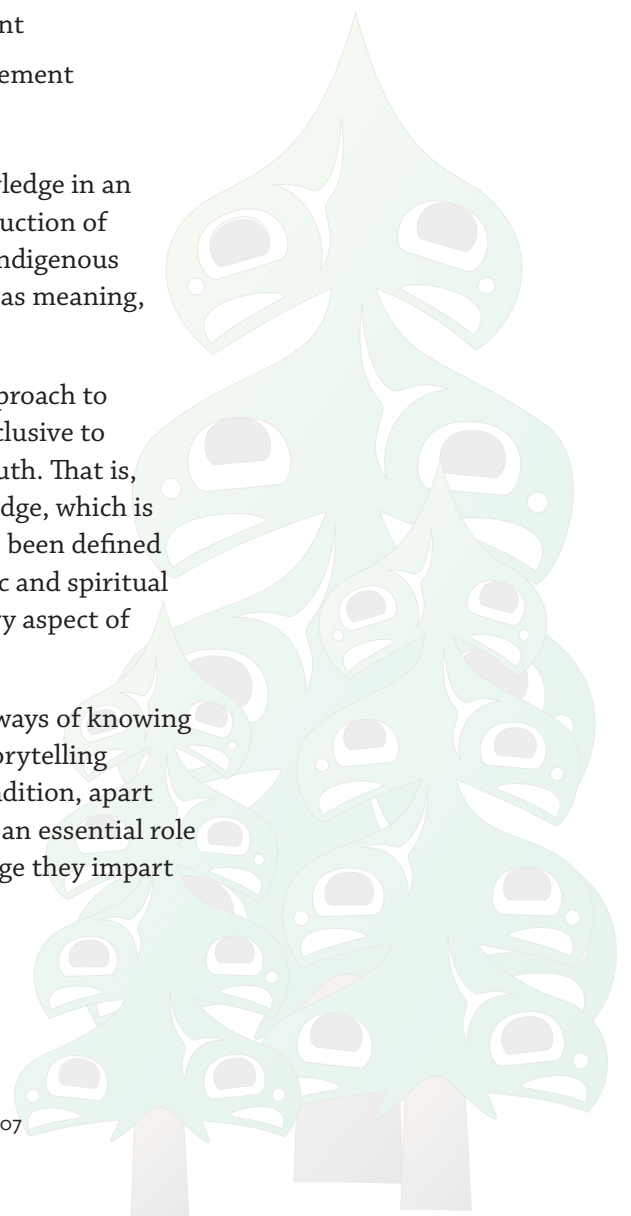 nt
ement
ledge in an
uction of
ndigenous
as meaning,
proach to
clusive to
uth. That is,
dge, which is
been defined
c and spiritual
y aspect of
ways of knowing
orytelling
dition, apart
an essential role
ge they impart
07